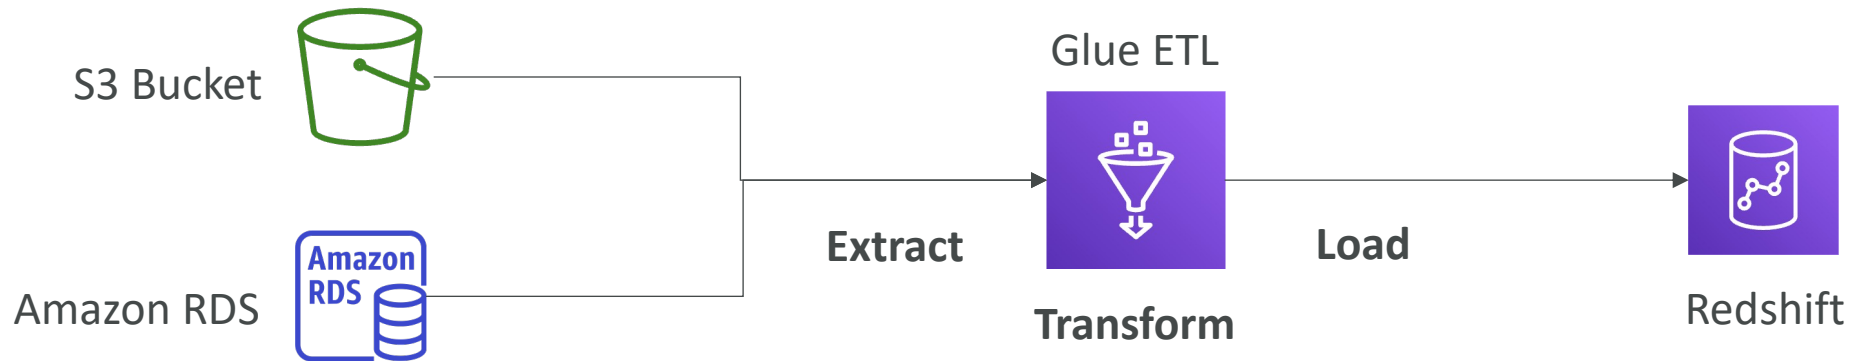 S3 Bucket
Glue ETL
Amazon
RDS
Amazon RDS
Extract
Transform
Load
Redshift